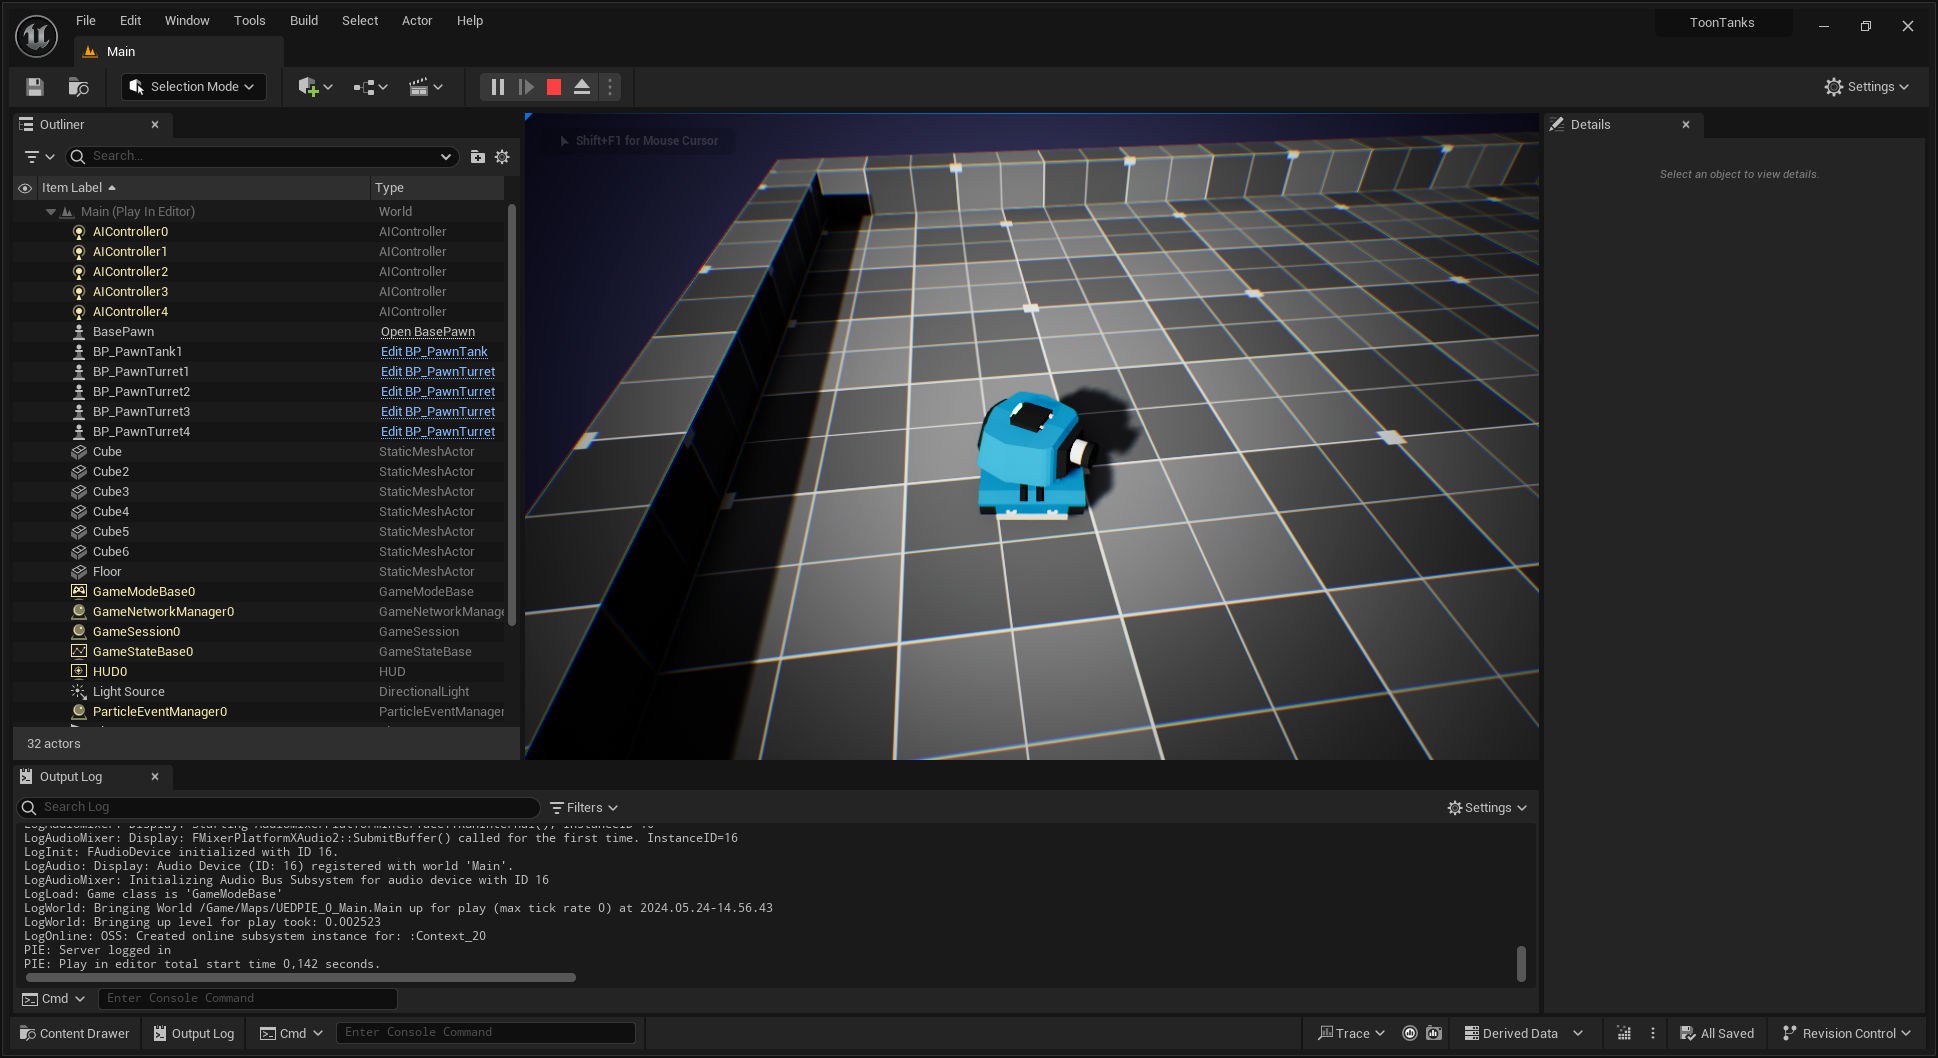 File Edit Window Tools Build Select Actor Help
ToonTanks
Main
Selection Mode
Settings
Outliner
Search...
Item Label Type
Main (Play In Editor) World
AIController0 AIController
AIController1 AIController
AIController2 AIController
AIController3 AIController
AIController4 AIController
BasePawn Open BasePawn
BP_PawnTank1 Edit BP_PawnTank
BP_PawnTurret1 Edit BP_PawnTurret
BP_PawnTurret2 Edit BP_PawnTurret
BP_PawnTurret3 Edit BP_PawnTurret
BP_PawnTurret4 Edit BP_PawnTurret
Cube StaticMeshActor
Cube2 StaticMeshActor
Cube3 StaticMeshActor
Cube4 StaticMeshActor
Cube5 StaticMeshActor
Cube6 StaticMeshActor
Floor StaticMeshActor
GameModeBase0 GameModeBase
GameNetworkManager0 GameNetworkManage
GameSession0 GameSession
GameStateBase0 GameStateBase
HUD0 HUD
Light Source DirectionalLight
ParticleEventManager0 ParticleEventManager
32 actors
Shift+F1 for Mouse Cursor
Details
Select an object to view details.
Output Log
Search Log
Filters
Settings
LogAudioMixer: Display: FMixerPlatformXAudio2::SubmitBuffer() called for the first time. InstanceID=16
LogInit: FAudioDevice initialized with ID 16.
LogAudio: Display: Audio Device (ID: 16) registered with world 'Main'.
LogAudioMixer: Initializing Audio Bus Subsystem for audio device with ID 16
LogLoad: Game class is 'GameModeBase'
LogWorld: Bringing World /Game/Maps/UEDPIE_0_Main.Main up for play (max tick rate 0) at 2024.05.24-14.56.43
LogWorld: Bringing up level for play took: 0.002523
LogOnline: OSS: Created online subsystem instance for: :Context_20
PIE: Server logged in
PIE: Play in editor total start time 0,142 seconds.
Cmd Enter Console Command
Content Drawer Output Log Cmd Enter Console Command Trace Derived Data All Saved Revision Control